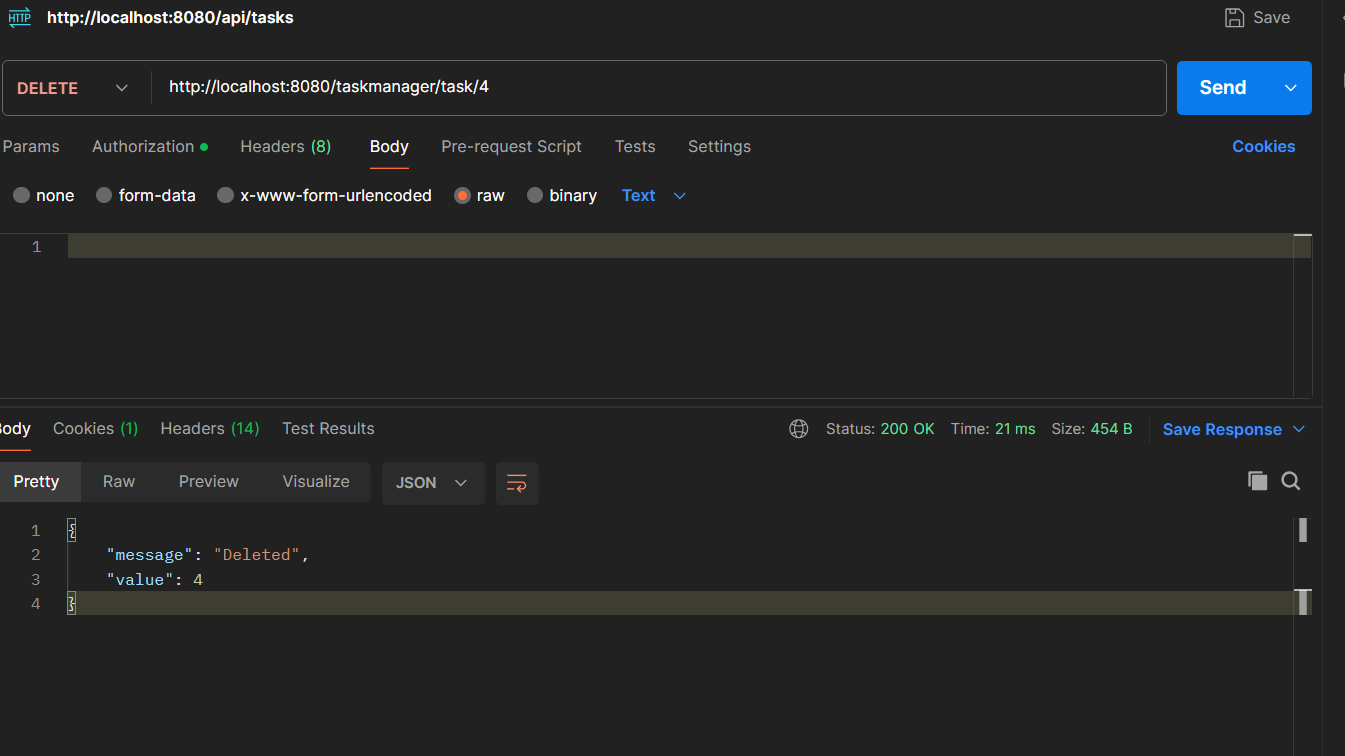 HTTP http://localhost:8080/api/tasks Save
DELETE http://localhost:8080/taskmanager/task/4 Send
Params Authorization Headers (8) Body Pre-request Script Tests Settings Cookies
none form-data x-www-form-urlencoded raw binary Text
1
Body Cookies (1) Headers (14) Test Results Status: 200 OK Time: 21 ms Size: 454 B Save Response
Pretty Raw Preview Visualize JSON
1 {
2 "message": "Deleted",
3 "value": 4
4 }